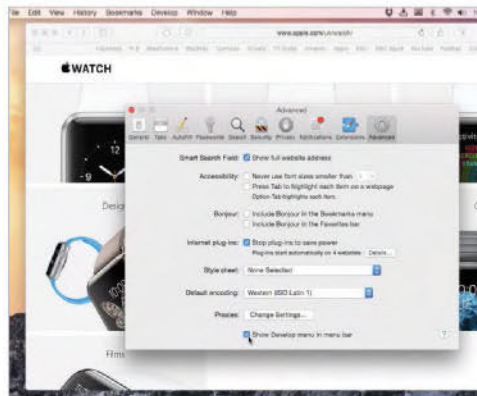 Edit View History Bookmarks Develop Window Help
www.apple.com/uk/watch/
WATCH
Advanced
General Tabs AutoFill Passwords Search Security Privacy Notifications Extensions Advanced
Smart Search Field: Show full website address
Accessibility: Never use font sizes smaller than
Press Tab to highlight each item on a webpage
Option-Tab highlights each item.
Bonjour: Include Bonjour in the Bookmarks menu
Include Bonjour in the Favorites bar
Internet plug-ins: Stop plug-ins to save power
Plug-ins start automatically on 4 websites Details...
Style sheet: None Selected
Default encoding: Western (ISO Latin 1)
Proxies: Change Settings...
Show Develop menu in menu bar
?
Films